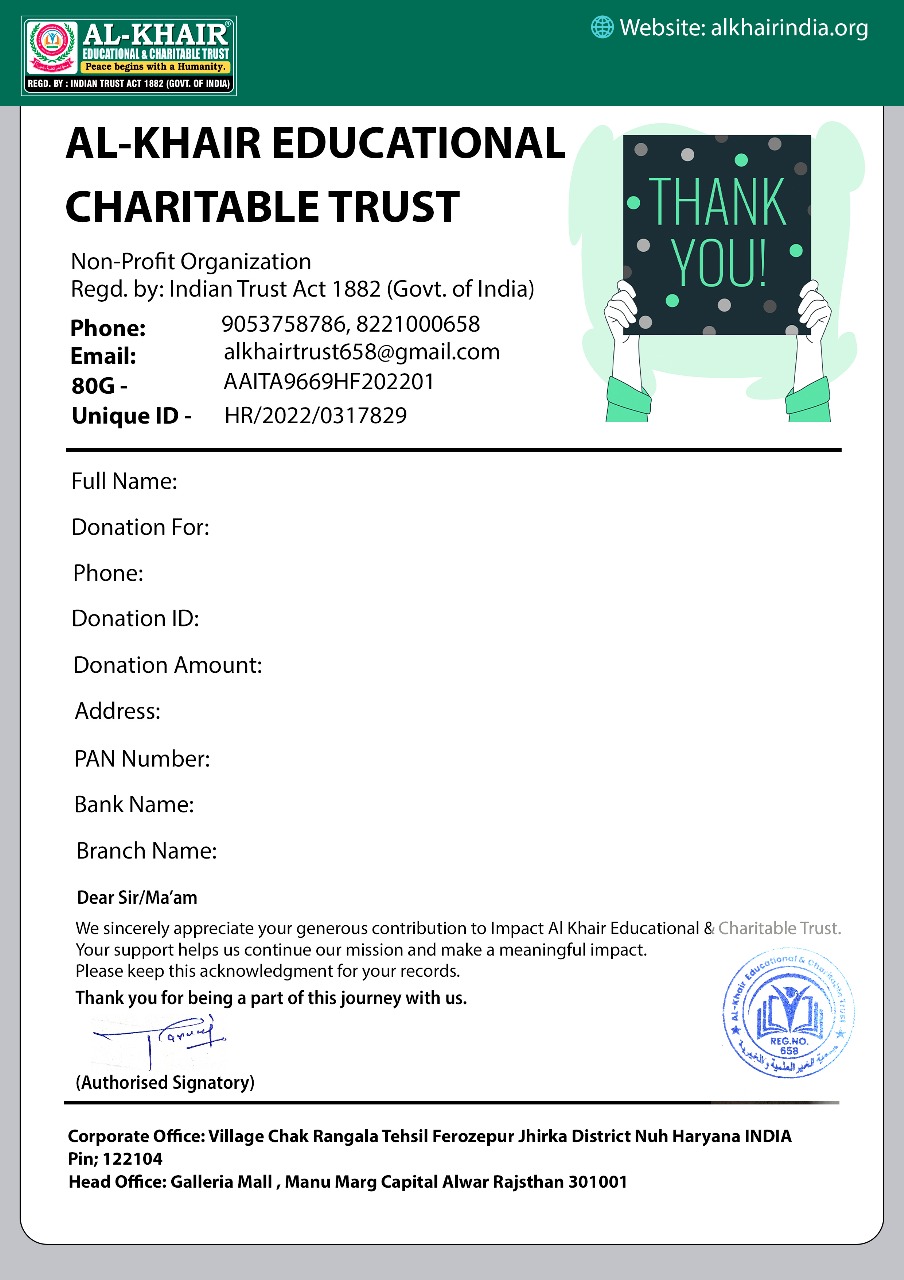 AL-KHAIR®
EDUCATIONAL & CHARITABLE TRUST
Peace begins with a Humanity.
REGD. BY : INDIAN TRUST ACT 1882 (GOVT. OF INDIA)
Website: alkhairindia.org
AL-KHAIR EDUCATIONAL
CHARITABLE TRUST
THANK
YOU!
Non-Profit Organization
Regd. by: Indian Trust Act 1882 (Govt. of India)
Phone: 9053758786, 8221000658
Email: alkhairtrust658@gmail.com
80G - AAITA9669HF202201
Unique ID - HR/2022/0317829
Full Name:
Donation For:
Phone:
Donation ID:
Donation Amount:
Address:
PAN Number:
Bank Name:
Branch Name:
Dear Sir/Ma’am
We sincerely appreciate your generous contribution to Impact Al Khair Educational & Charitable Trust.
Your support helps us continue our mission and make a meaningful impact.
Please keep this acknowledgment for your records.
Thank you for being a part of this journey with us.
Al-Khair Educational & Charitable Trust
REG.NO.
658
الخير العلمية والخيرية
(Authorised Signatory)
Corporate Office: Village Chak Rangala Tehsil Ferozepur Jhirka District Nuh Haryana INDIA
Pin; 122104
Head Office: Galleria Mall , Manu Marg Capital Alwar Rajsthan 301001